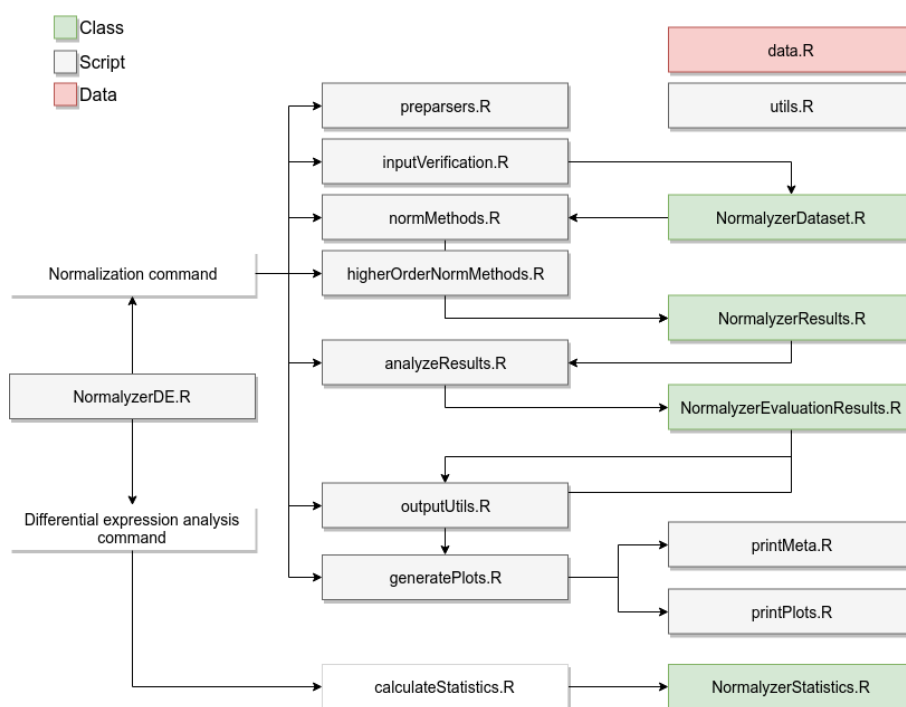 Class
Script
Data
data.R
preparsers.R
utils.R
inputVerification.R
normMethods.R
NormalyzerDataset.R
Normalization command
higherOrderNormMethods.R
NormalyzerResults.R
analyzeResults.R
NormalyzerDE.R
NormalyzerEvaluationResults.R
outputUtils.R
Differential expression analysis
command
printMeta.R
generatePlots.R
printPlots.R
calculateStatistics.R
NormalyzerStatistics.R